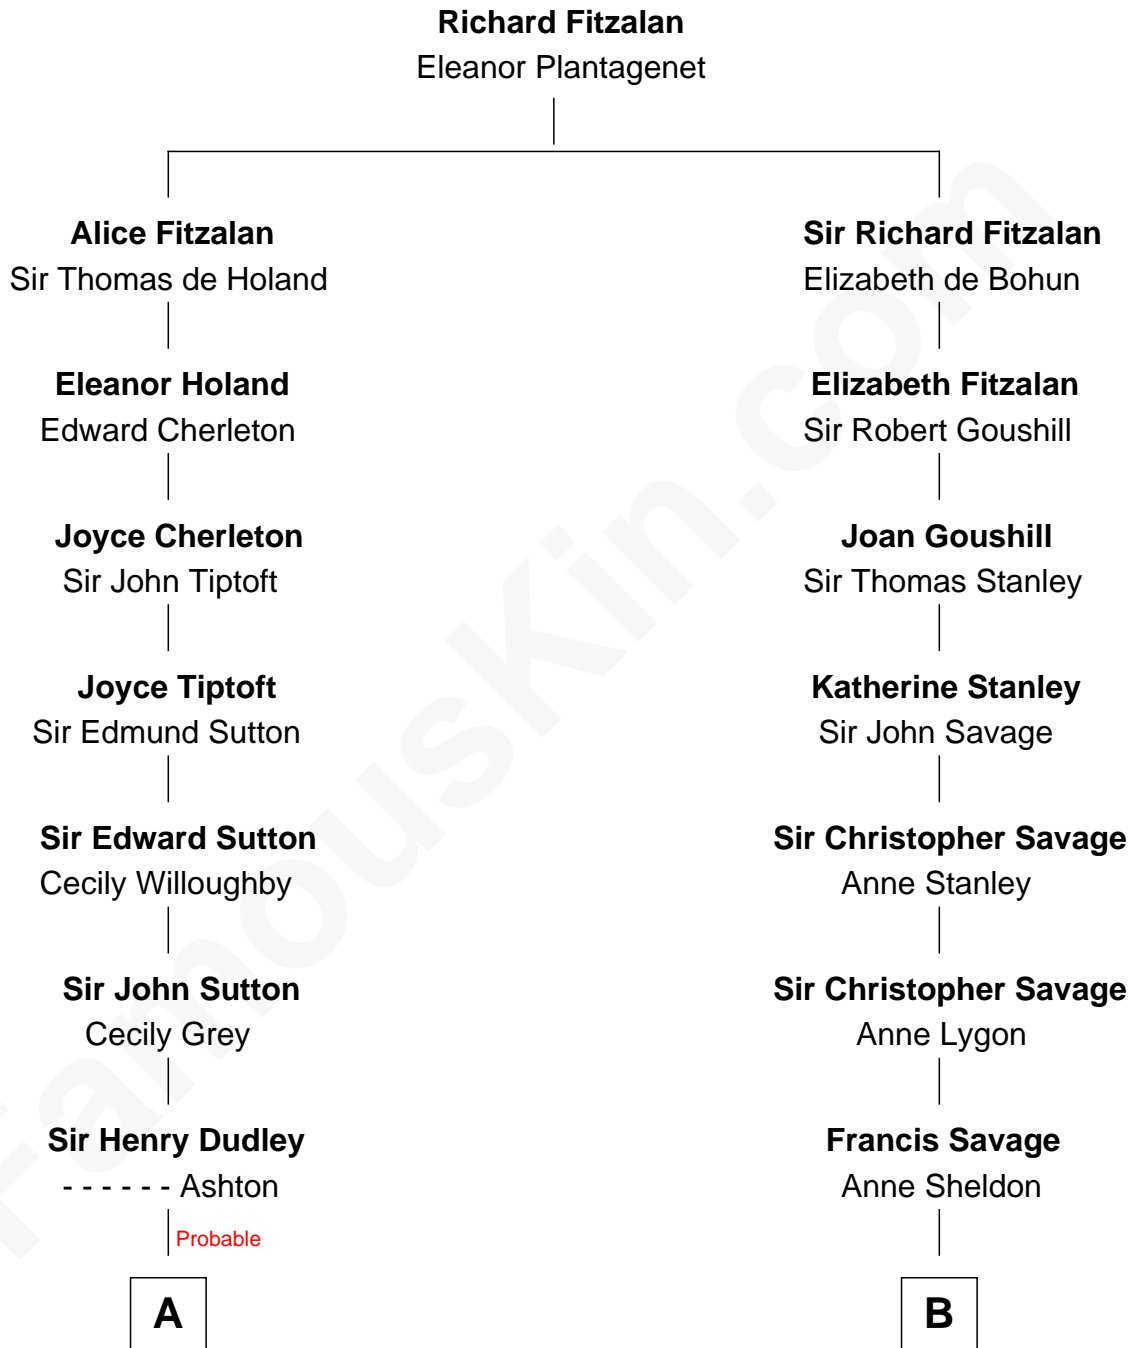 Richard Fitzalan
Eleanor Plantagenet
Alice Fitzalan
Sir Thomas de Holand
Eleanor Holand
Edward Cherleton
Joyce Cherleton
Sir John Tiptoft
Joyce Tiptoft
Sir Edmund Sutton
Sir Edward Sutton
Cecily Willoughby
Sir John Sutton
Cecily Grey
Sir Henry Dudley
- - - - - - Ashton
Probable
A
Sir Richard Fitzalan
Elizabeth de Bohun
Elizabeth Fitzalan
Sir Robert Goushill
Joan Goushill
Sir Thomas Stanley
Katherine Stanley
Sir John Savage
Sir Christopher Savage
Anne Stanley
Sir Christopher Savage
Anne Lygon
Francis Savage
Anne Sheldon
B
FamousKin.com